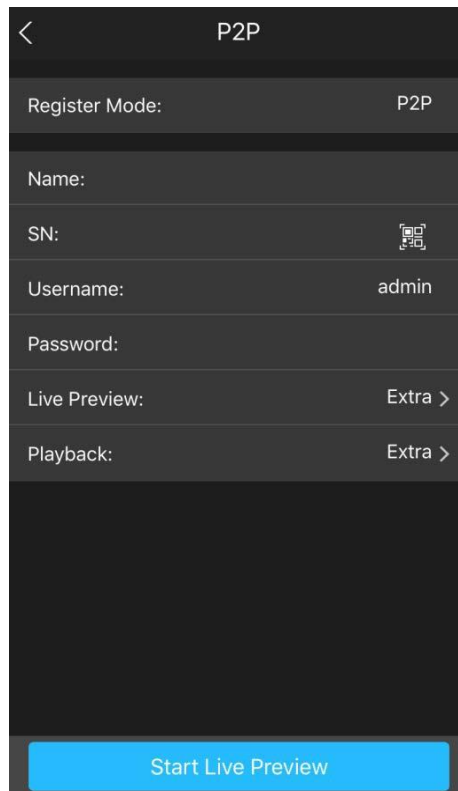 P2P
Register Mode: P2P
Name:
SN:
Username: admin
Password:
Live Preview: Extra
Playback: Extra
Start Live Preview